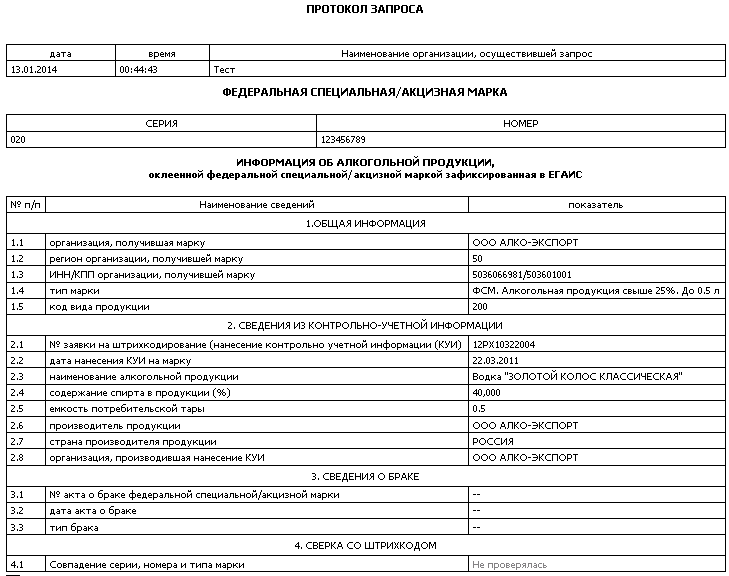 ПРОТОКОЛ ЗАПРОСА
дата время Наименование организации, осуществившей запрос
13.01.2014 00:44:43 Тест
ФЕДЕРАЛЬНАЯ СПЕЦИАЛЬНАЯ/АКЦИЗНАЯ МАРКА
СЕРИЯ НОМЕР
020 123456789
ИНФОРМАЦИЯ ОБ АЛКОГОЛЬНОЙ ПРОДУКЦИИ,
оклеенной федеральной специальной/акцизной маркой зафиксированная в ЕГАИС
№ п/п Наименование сведений показатель
1.ОБЩАЯ ИНФОРМАЦИЯ
1.1 организация, получившая марку ООО АЛКО-ЭКСПОРТ
1.2 регион организации, получившей марку 50
1.3 ИНН/КПП организации, получившей марку 5036066981/503601001
1.4 тип марки ФСМ. Алкогольная продукция свыше 25%. До 0.5 л
1.5 код вида продукции 200
2. СВЕДЕНИЯ ИЗ КОНТРОЛЬНО-УЧЕТНОЙ ИНФОРМАЦИИ
2.1 № заявки на штрихкодирование (нанесение контрольно учетной информации (КУИ) 12РХ10322004
2.2 дата нанесения КУИ на марку 22.03.2011
2.3 наименование алкогольной продукции Водка "ЗОЛОТОЙ КОЛОС КЛАССИЧЕСКАЯ"
2.4 содержание спирта в продукции (%) 40,000
2.5 емкость потребительской тары 0.5
2.6 производитель продукции ООО АЛКО-ЭКСПОРТ
2.7 страна производителя продукции РОССИЯ
2.8 организация, производившая нанесение КУИ ООО АЛКО-ЭКСПОРТ
3. СВЕДЕНИЯ О БРАКЕ
3.1 № акта о браке федеральной специальной/акцизной марки --
3.2 дата акта о браке --
3.3 тип брака --
4. СВЕРКА СО ШТРИХКОДОМ
4.1 Совпадение серии, номера и типа марки Не проверялась